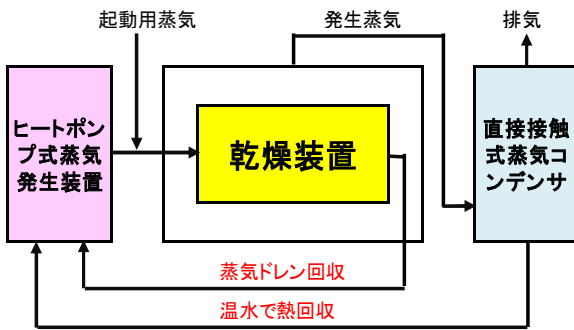 起動用蒸気
発生蒸気
排気
ヒートポン
プ式蒸気
発生装置
乾燥装置
直接接触
式蒸気コ
ンデンサ
蒸気ドレン回収
温水で熱回収